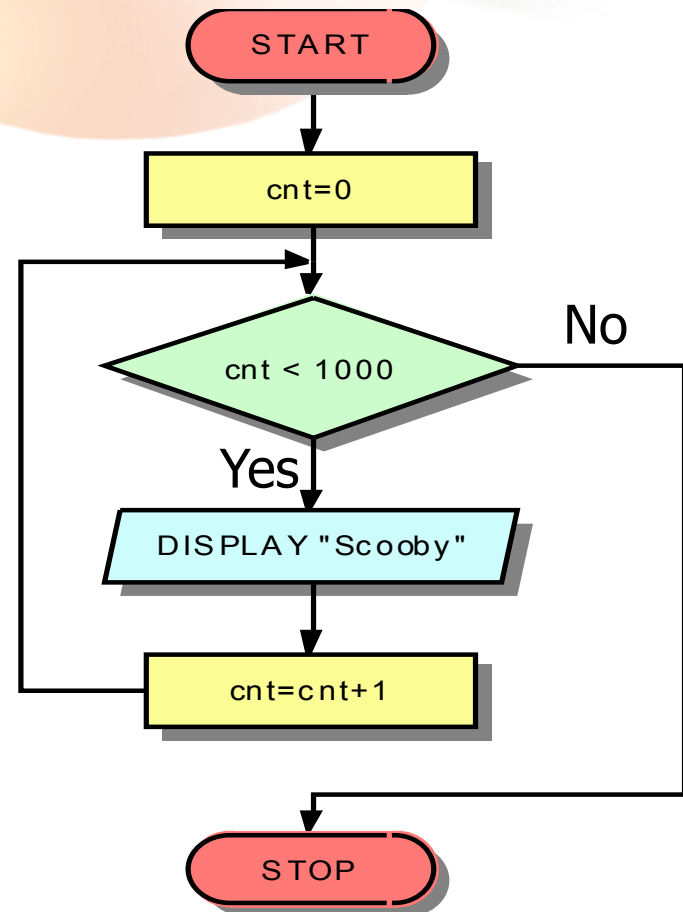 START
cnt=0
cnt < 1000
No
Yes
DISPLAY "Scooby"
cnt=cnt+1
STOP